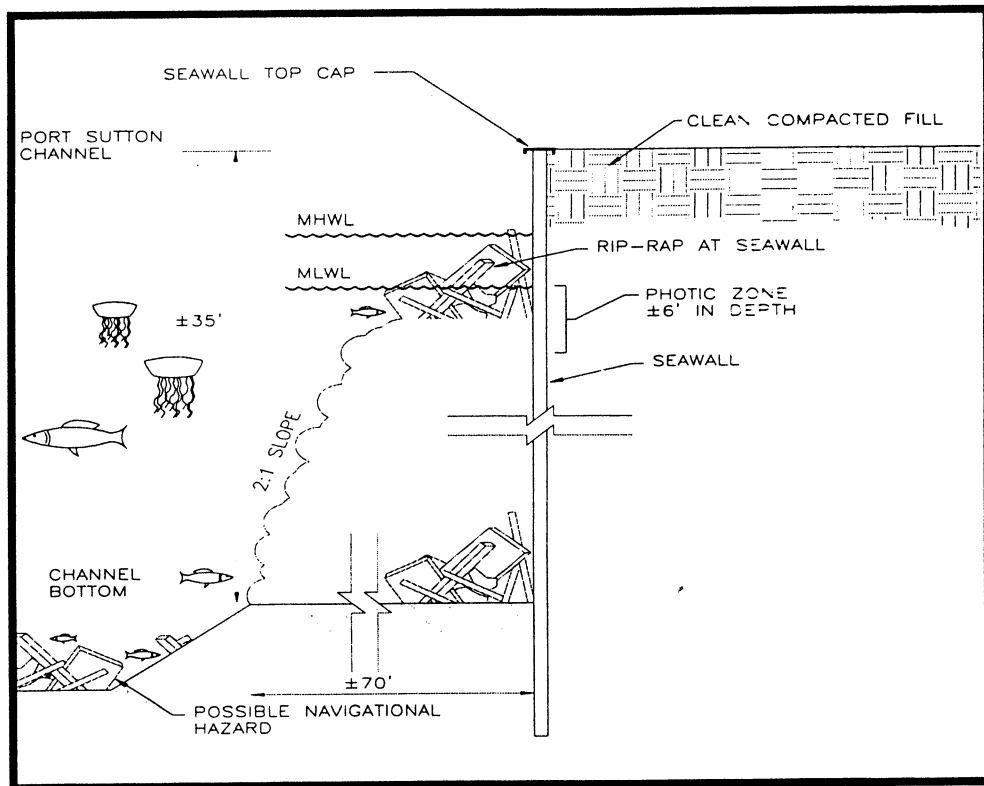 SEAWALL TOP CAP
PORT SUTTON
CHANNEL
CLEAN COMPACTED FILL
MHWL
RIP-RAP AT SEAWALL
MLWL
PHOTIC ZONE
±6' IN DEPTH
±35'
SEAWALL
2:1 SLOPE
CHANNEL
BOTTOM
±70'
POSSIBLE NAVIGATIONAL
HAZARD